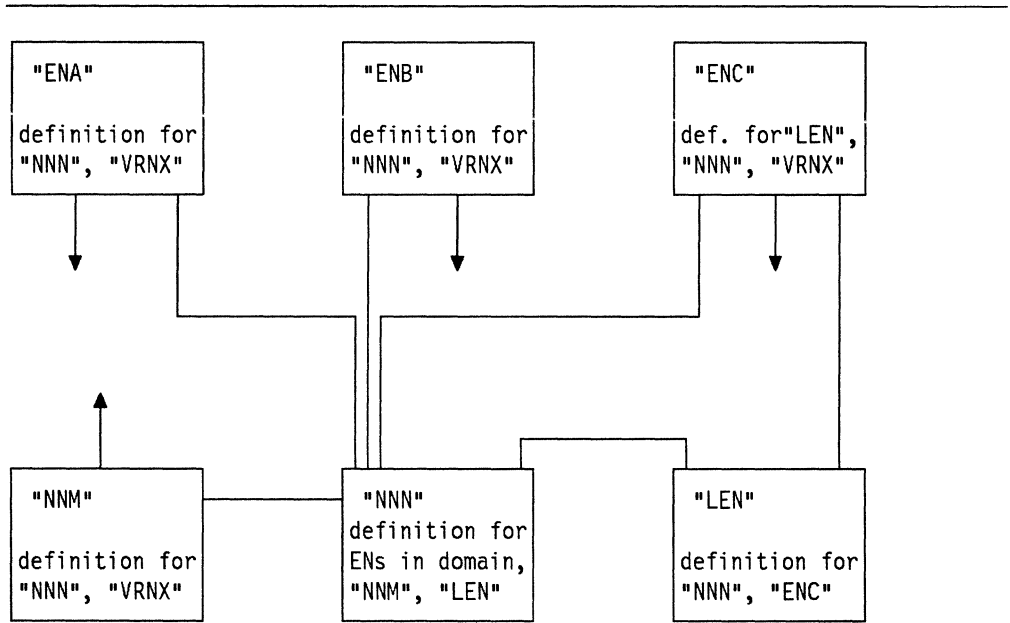 "ENA"
definition for
"NNN", "VRNX"
"ENB"
definition for
"NNN", "VRNX"
"ENC"
def. for"LEN",
"NNN", "VRNX"
"NNM"
definition for
"NNN", "VRNX"
"NNN"
definition for
ENs in domain,
"NNM", "LEN"
"LEN"
definition for
"NNN", "ENC"